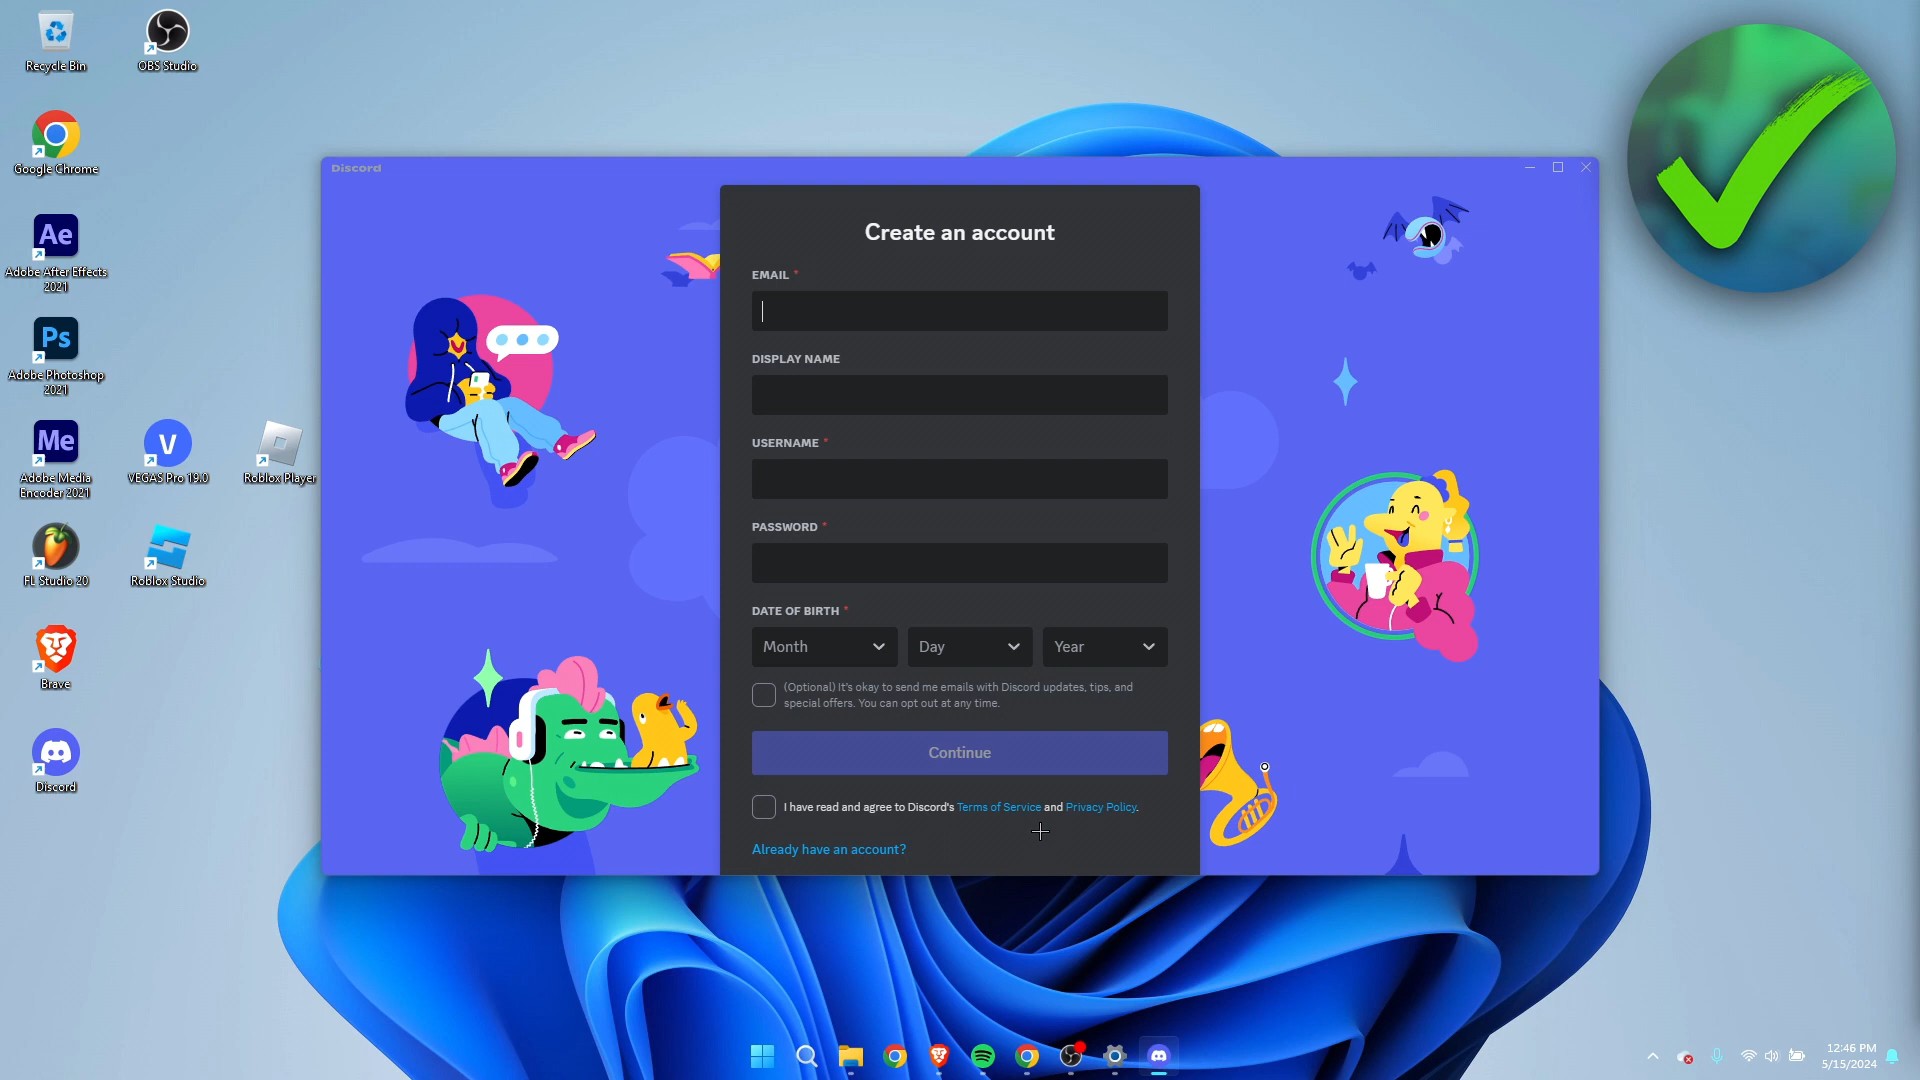 Recycle Bin
OBS Studio
Google Chrome
Ae
Adobe After Effects
2021
Ps
Adobe Photoshop
2021
Me
Adobe Media
Encoder 2021
V
VEGAS Pro 19.0
Roblox Player
FL Studio 20
Roblox Studio
Brave
Discord
Discord
Create an account
EMAIL *
DISPLAY NAME
USERNAME *
PASSWORD *
DATE OF BIRTH *
Month
Day
Year
(Optional) It's okay to send me emails with Discord updates, tips, and
special offers. You can opt out at any time.
Continue
I have read and agree to Discord's Terms of Service and Privacy Policy.
Already have an account?
12:46 PM
5/15/2024